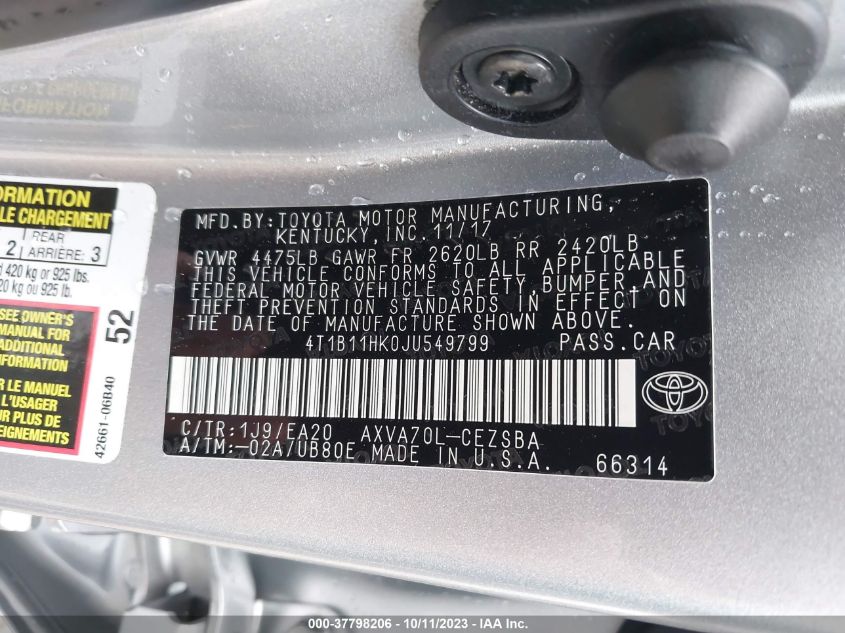 ORMATION
LE CHARGEMENT
2 REAR ARRIÈRE: 3
d 420 kg or 925 lbs.
20 kg ou 925 lb.
SEE OWNER'S
MANUAL FOR
ADDITIONAL
INFORMATION
R LE MANUEL
L'USAGER
R PLUS DE
52
42661-06B40
MFD.BY:TOYOTA MOTOR MANUFACTURING,
KENTUCKY, INC. 11/17
GVWR 4475LB GAWR FR 2620LB RR 2420LB
THIS VEHICLE CONFORMS TO ALL APPLICABLE
FEDERAL MOTOR VEHICLE SAFETY,BUMPER,AND
THEFT PREVENTION STANDARDS IN EFFECT ON
THE DATE OF MANUFACTURE SHOWN ABOVE.
4T1B11HK0JU549799 PASS.CAR
TOYOTA
C/TR:1J9/EA20 AXVA70L-CEZSBA
A/TM:-02A/UB80E MADE IN U.S.A. 66314
000-37798206 - 10/11/2023 - IAA Inc.